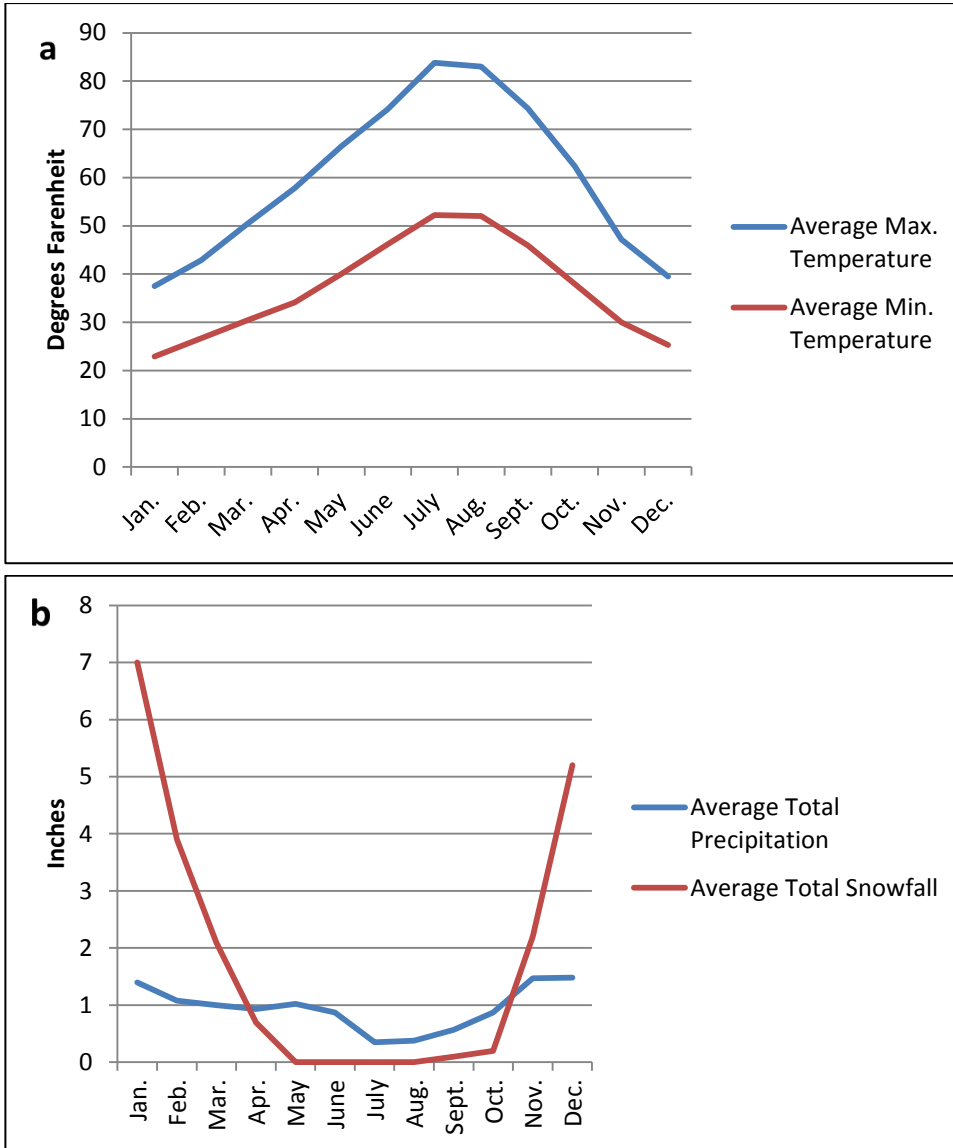 a
90
80
70
60
50
40
30
20
10
0
Degrees Farenheit
Jan. Feb. Mar. Apr. May June July Aug. Sept. Oct. Nov. Dec.
Average Max.
Temperature
Average Min.
Temperature
b
8
7
6
5
4
3
2
1
0
Inches
Jan. Feb. Mar. Apr. May June July Aug. Sept. Oct. Nov. Dec.
Average Total
Precipitation
Average Total Snowfall